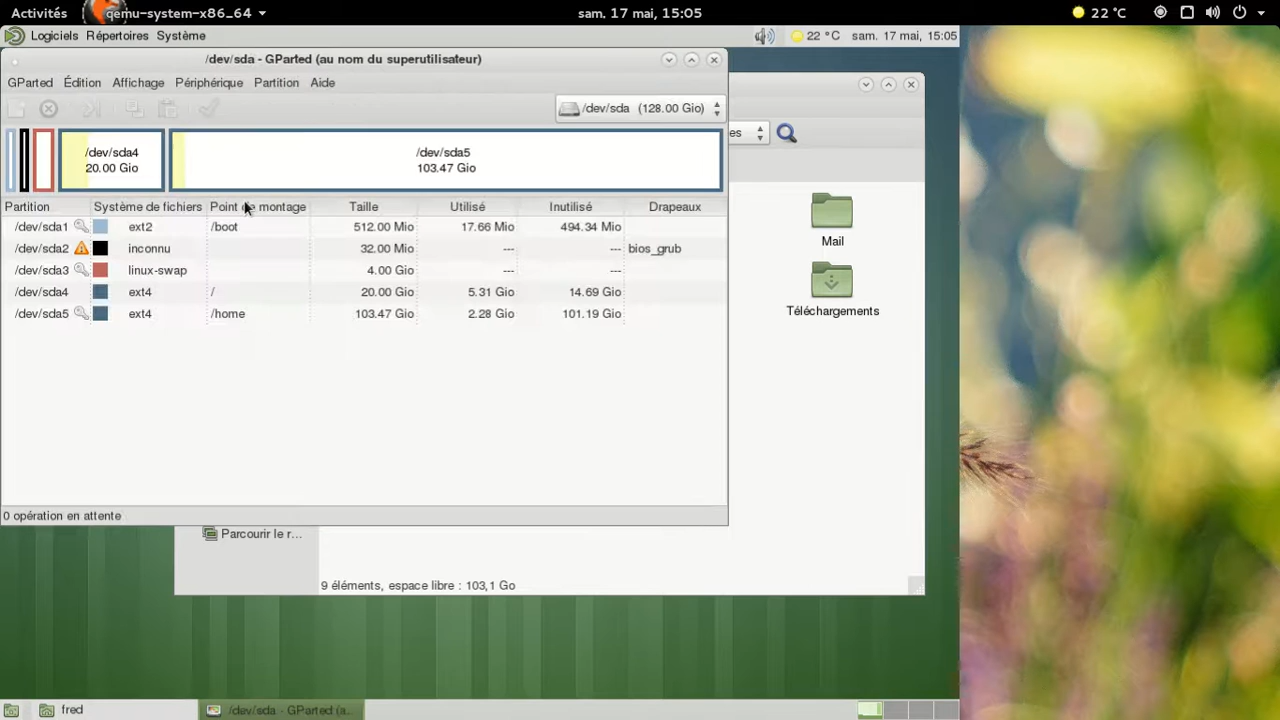 Activités qemu-system-x86_64 sam. 17 mai, 15:05 22 °C
Logiciels Répertoires Système 22 °C sam. 17 mai, 15:05
/dev/sda - GParted (au nom du superutilisateur)
GParted Édition Affichage Périphérique Partition Aide
/dev/sda (128.00 Gio)
es
/dev/sda4
20.00 Gio
/dev/sda5
103.47 Gio
Partition Système de fichiers Point de montage Taille Utilisé Inutilisé Drapeaux
/dev/sda1 ext2 /boot 512.00 Mio 17.66 Mio 494.34 Mio
/dev/sda2 inconnu 32.00 Mio --- --- bios_grub
/dev/sda3 linux-swap 4.00 Gio --- ---
/dev/sda4 ext4 / 20.00 Gio 5.31 Gio 14.69 Gio
/dev/sda5 ext4 /home 103.47 Gio 2.28 Gio 101.19 Gio
Mail
Téléchargements
0 opération en attente
Parcourir le r...
9 éléments, espace libre : 103,1 Go
fred
/dev/sda - GParted (a...